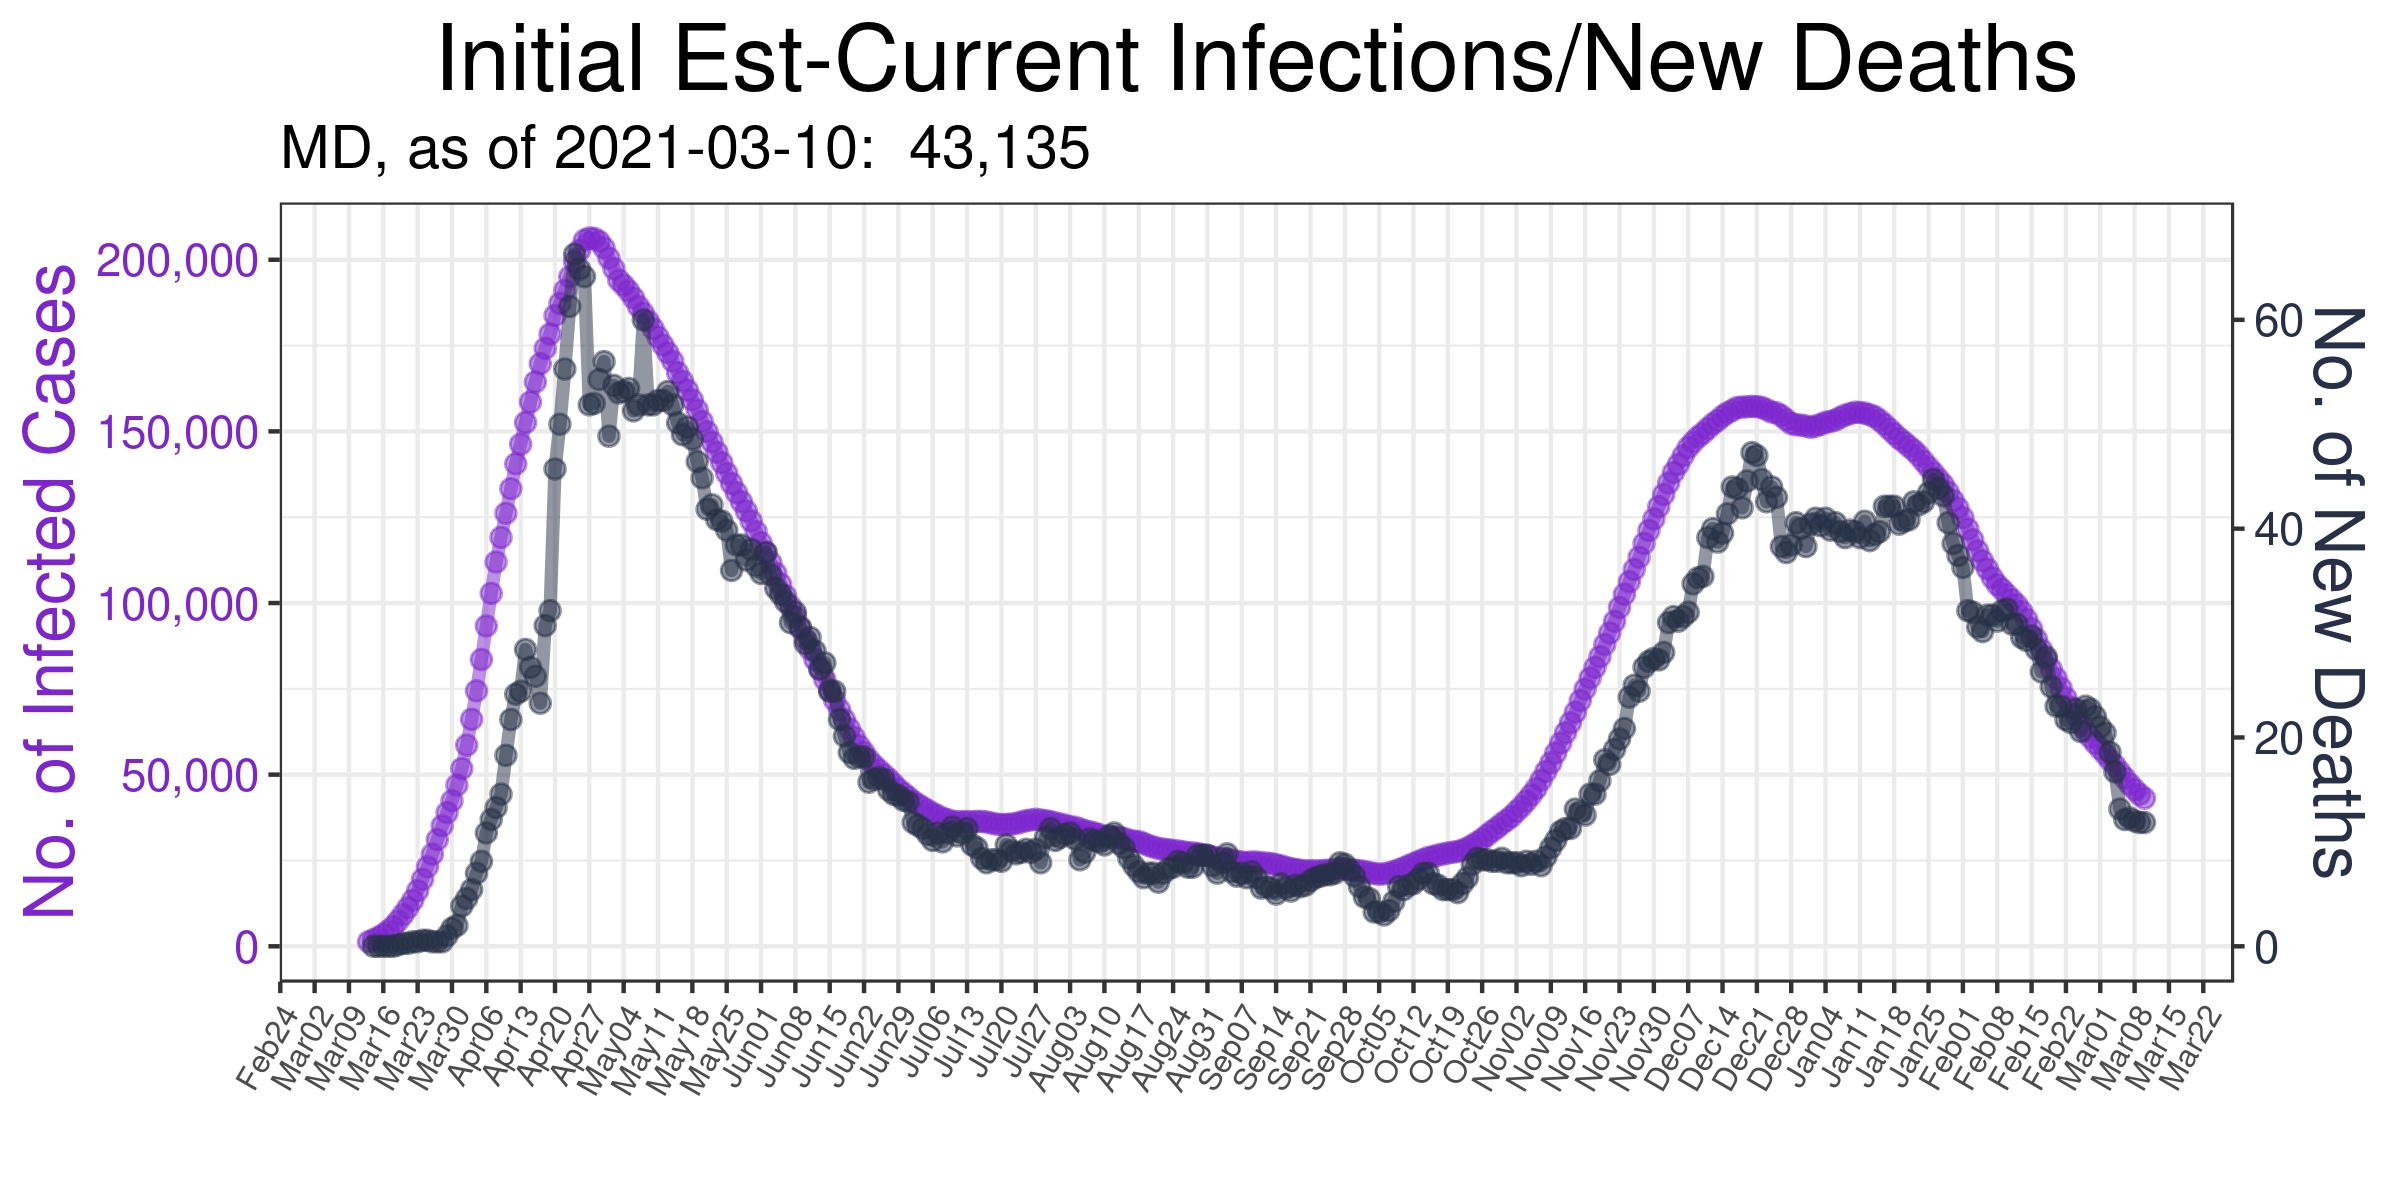 Initial Est-Current Infections/New Deaths
MD, as of 2021-03-10:  43,135
No. of Infected Cases
200,000
150,000
100,000
50,000
0
60
40
20
0
No. of New Deaths
Feb24
Mar02
Mar09
Mar16
Mar23
Mar30
Apr06
Apr13
Apr20
Apr27
May04
May11
May18
May25
Jun01
Jun08
Jun15
Jun22
Jun29
Jul06
Jul13
Jul20
Jul27
Aug03
Aug10
Aug17
Aug24
Aug31
Sep07
Sep14
Sep21
Sep28
Oct05
Oct12
Oct19
Oct26
Nov02
Nov09
Nov16
Nov23
Nov30
Dec07
Dec14
Dec21
Dec28
Jan04
Jan11
Jan18
Jan25
Feb01
Feb08
Feb15
Feb22
Mar01
Mar08
Mar15
Mar22